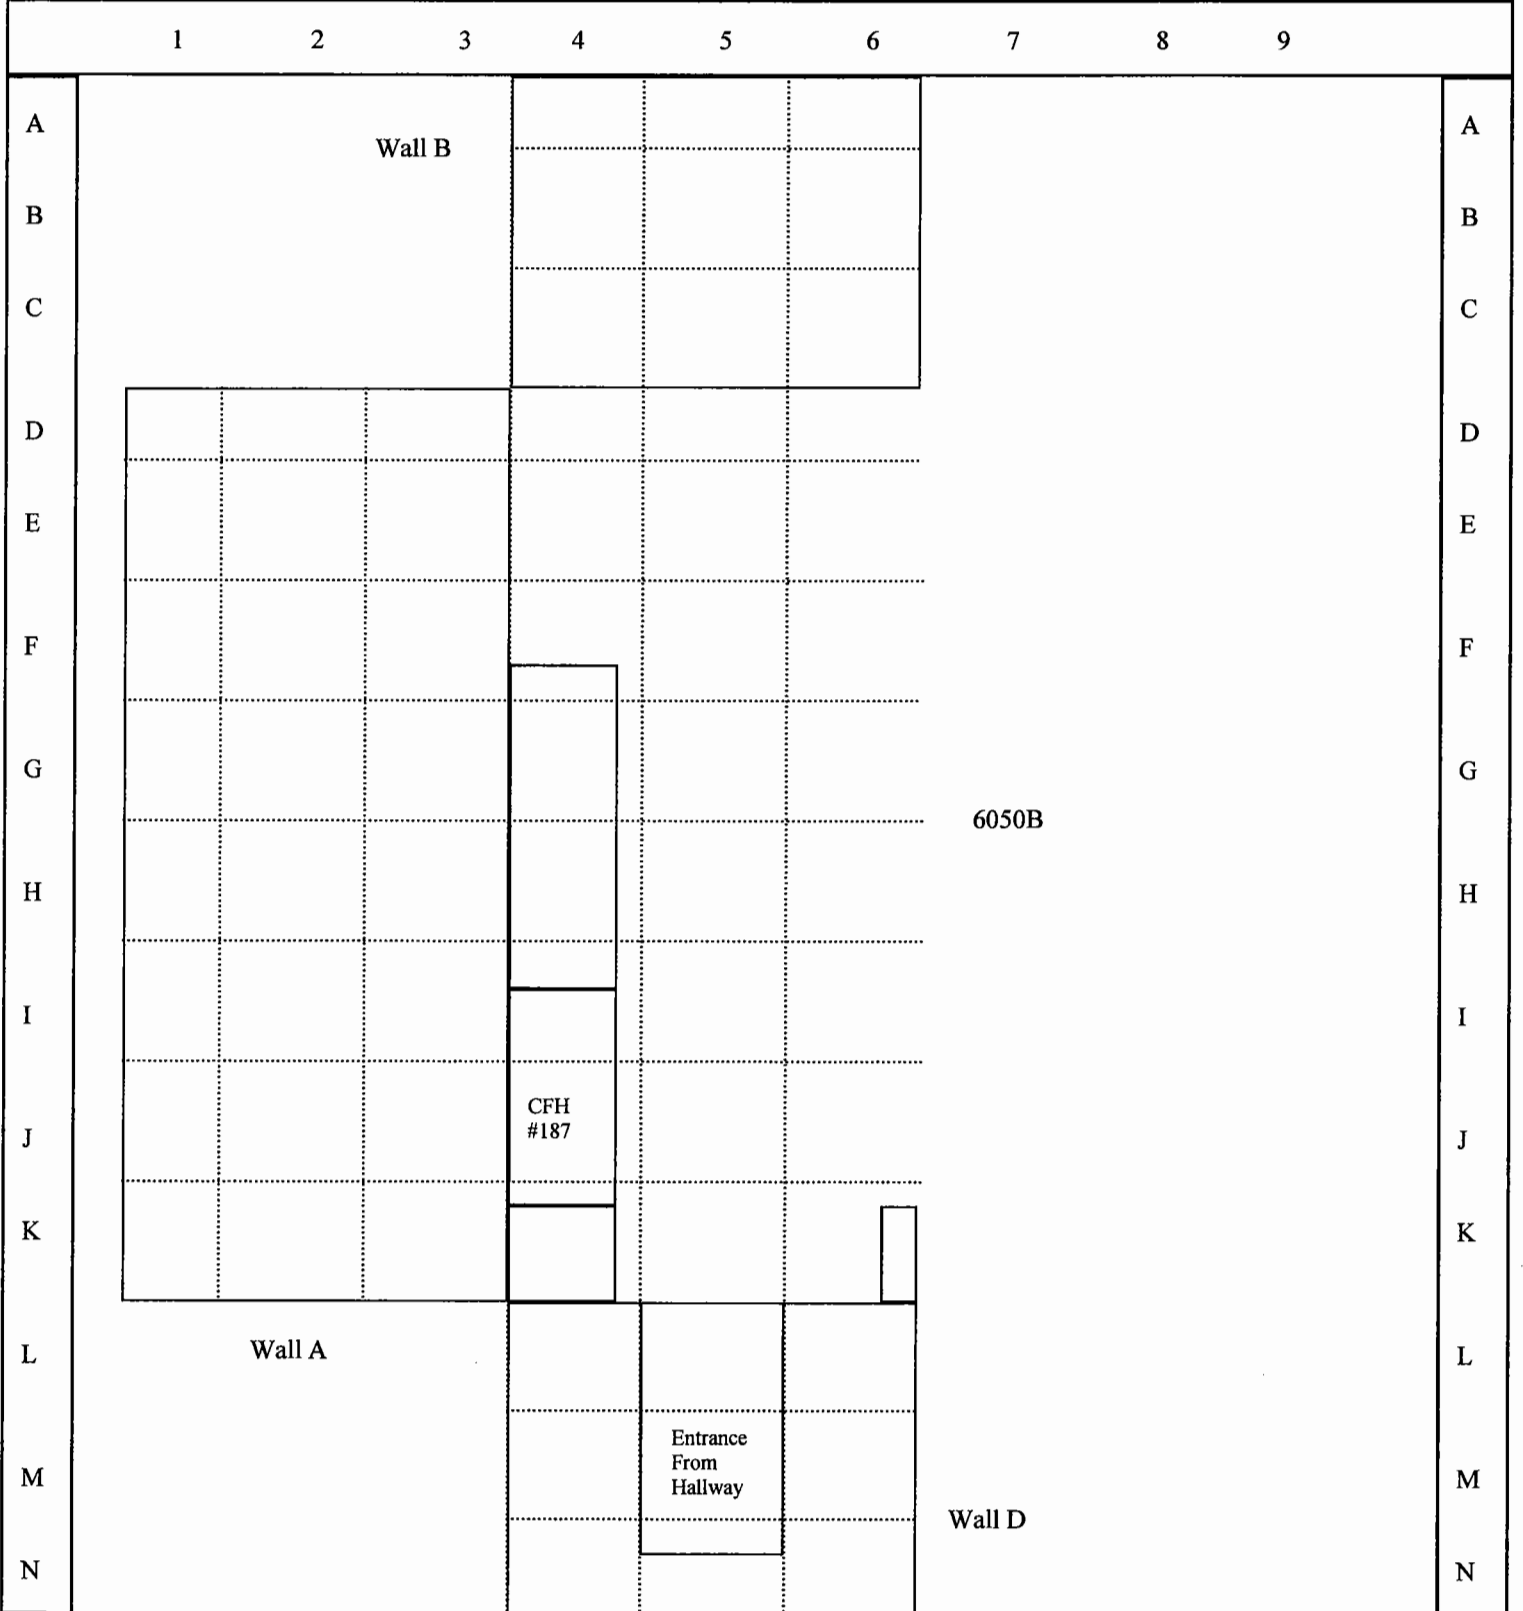 1 2 3 4 5 6 7 8 9
A A
Wall B
B B
C C
D D
E E
F F
G G
6050B
H H
I I
CFH
#187
J J
K K
Wall A
L L
Entrance
From
Hallway
M M
Wall D
N N